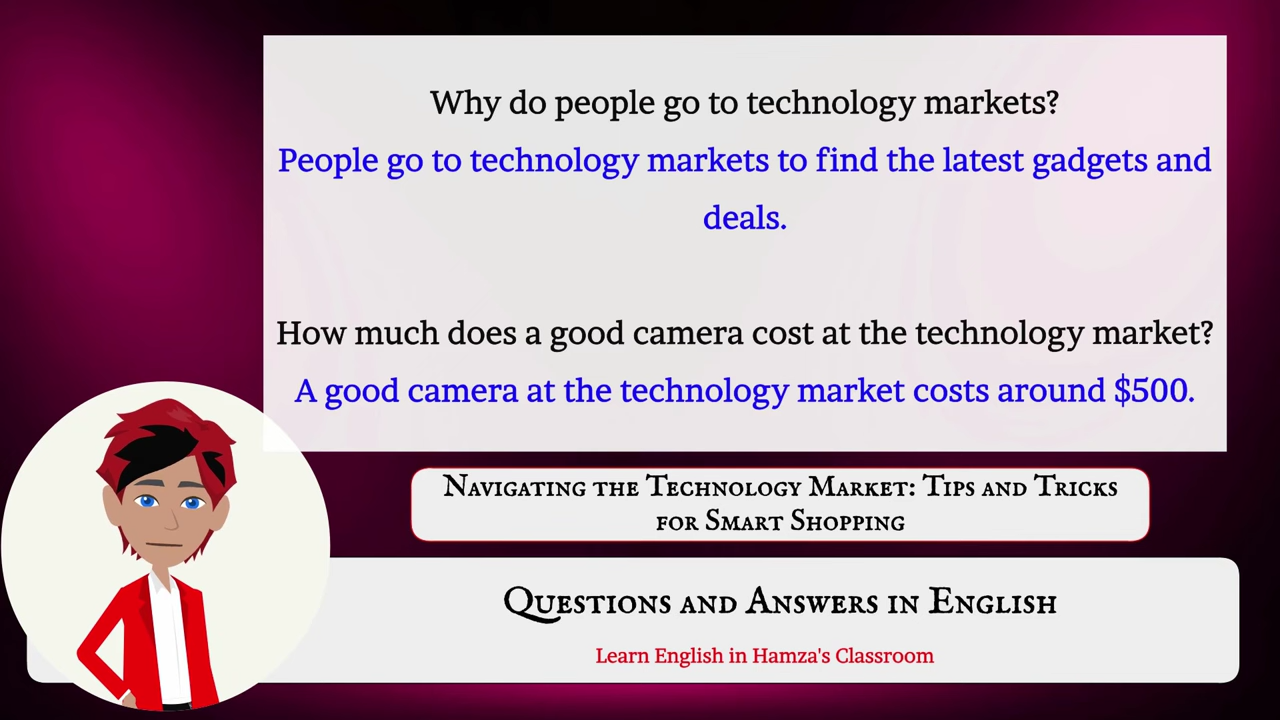 Why do people go to technology markets?
People go to technology markets to find the latest gadgets and
deals.
How much does a good camera cost at the technology market?
A good camera at the technology market costs around $500.
Navigating the Technology Market: Tips and Tricks
for Smart Shopping
Questions and Answers in English
Learn English in Hamza's Classroom